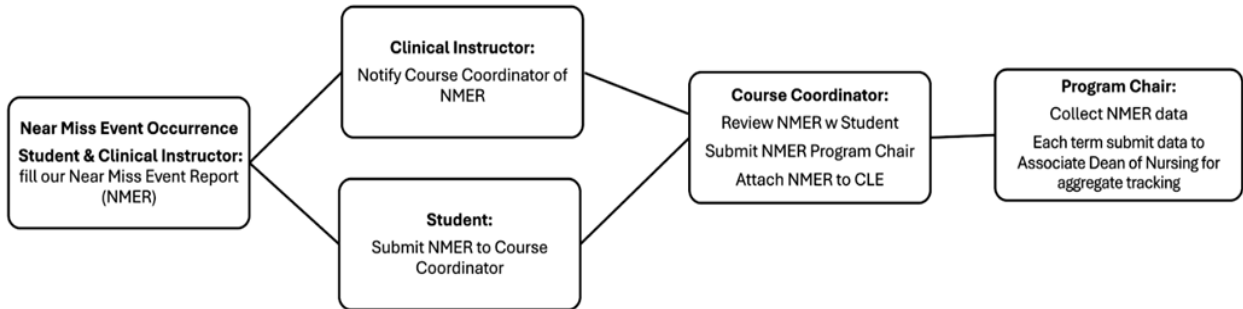 Near Miss Event Occurrence
Student & Clinical Instructor:
fill our Near Miss Event Report
(NMER)
Clinical Instructor:
Notify Course Coordinator of
NMER
Student:
Submit NMER to Course
Coordinator
Course Coordinator:
Review NMER w Student
Submit NMER Program Chair
Attach NMER to CLE
Program Chair:
Collect NMER data
Each term submit data to
Associate Dean of Nursing for
aggregate tracking